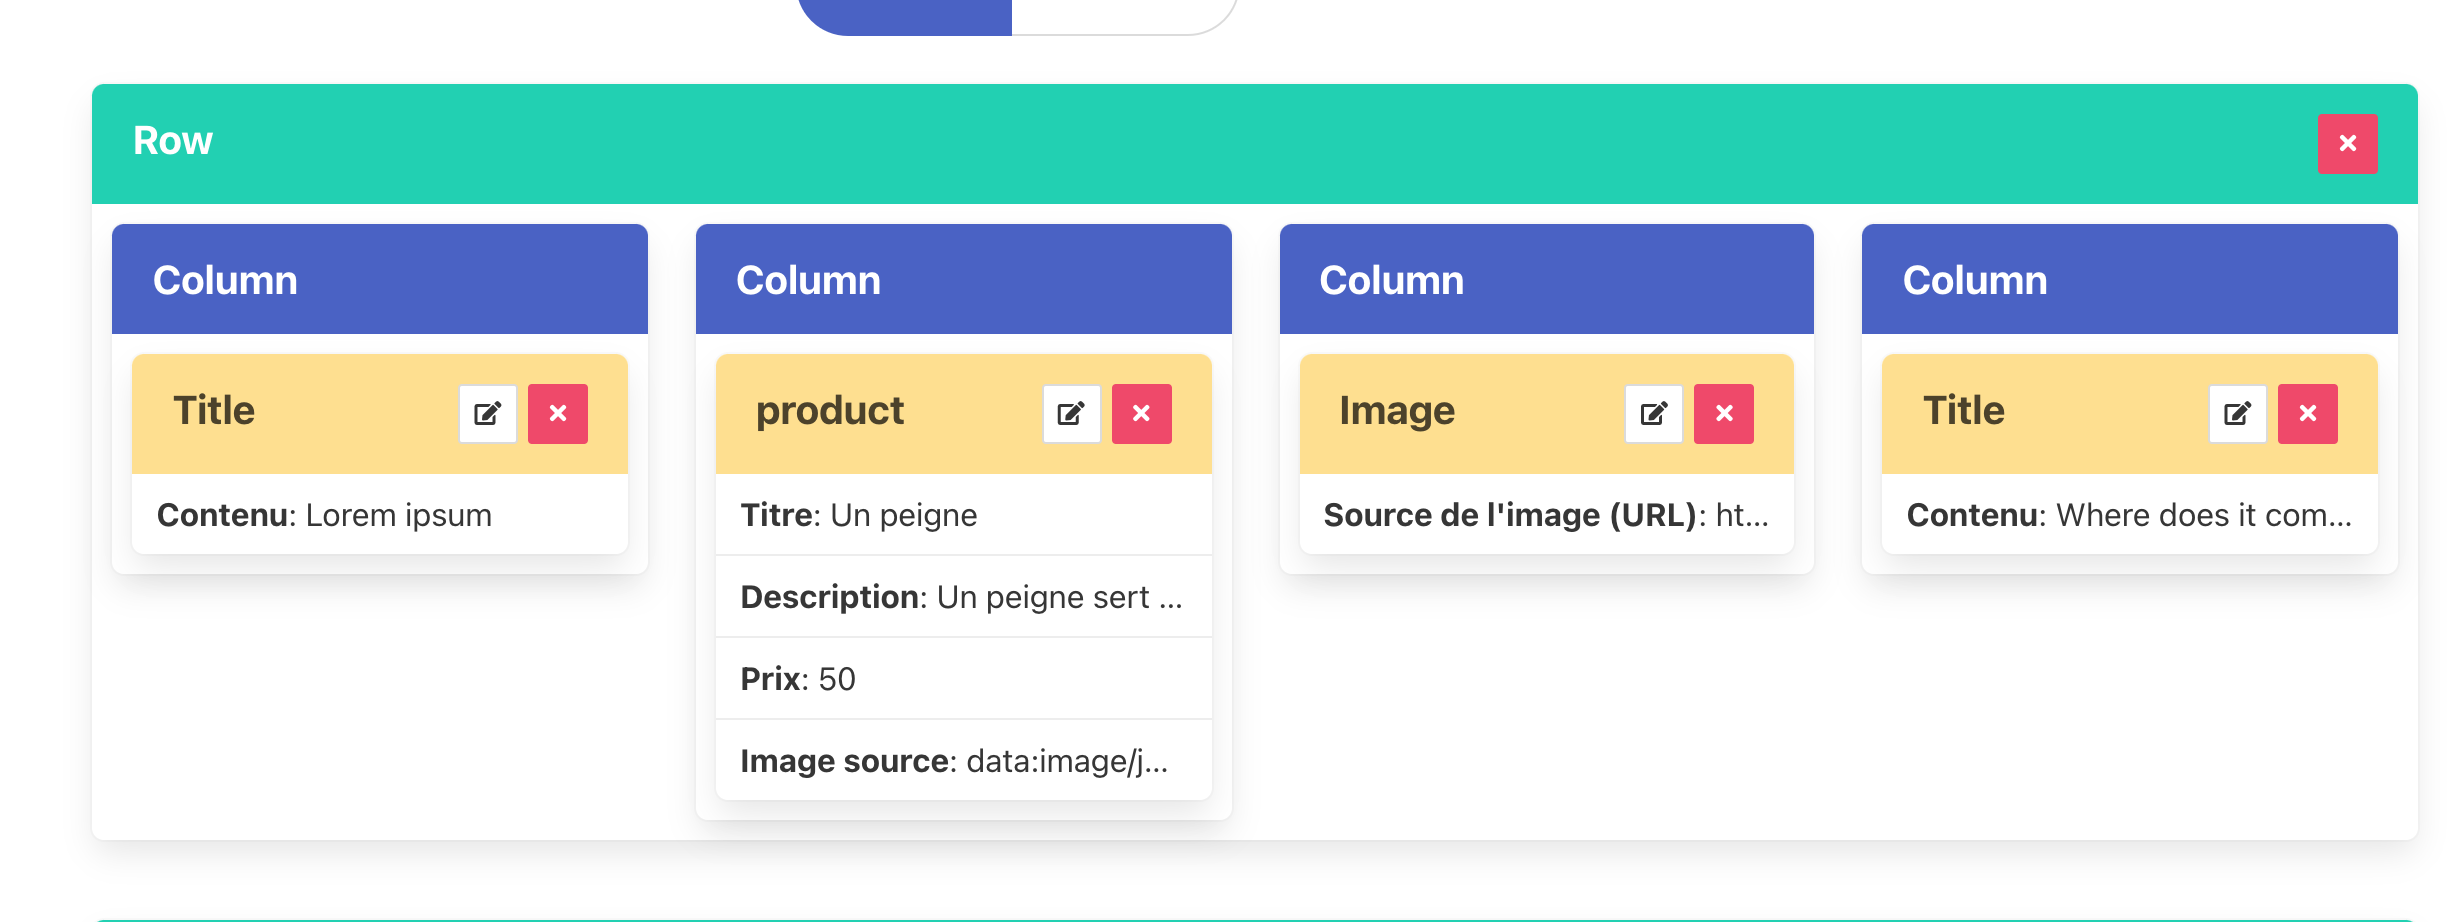 Row
Column
Title
Contenu: Lorem ipsum
Column
product
Titre: Un peigne
Description: Un peigne sert ...
Prix: 50
Image source: data:image/j...
Column
Image
Source de l'image (URL): ht...
Column
Title
Contenu: Where does it com...